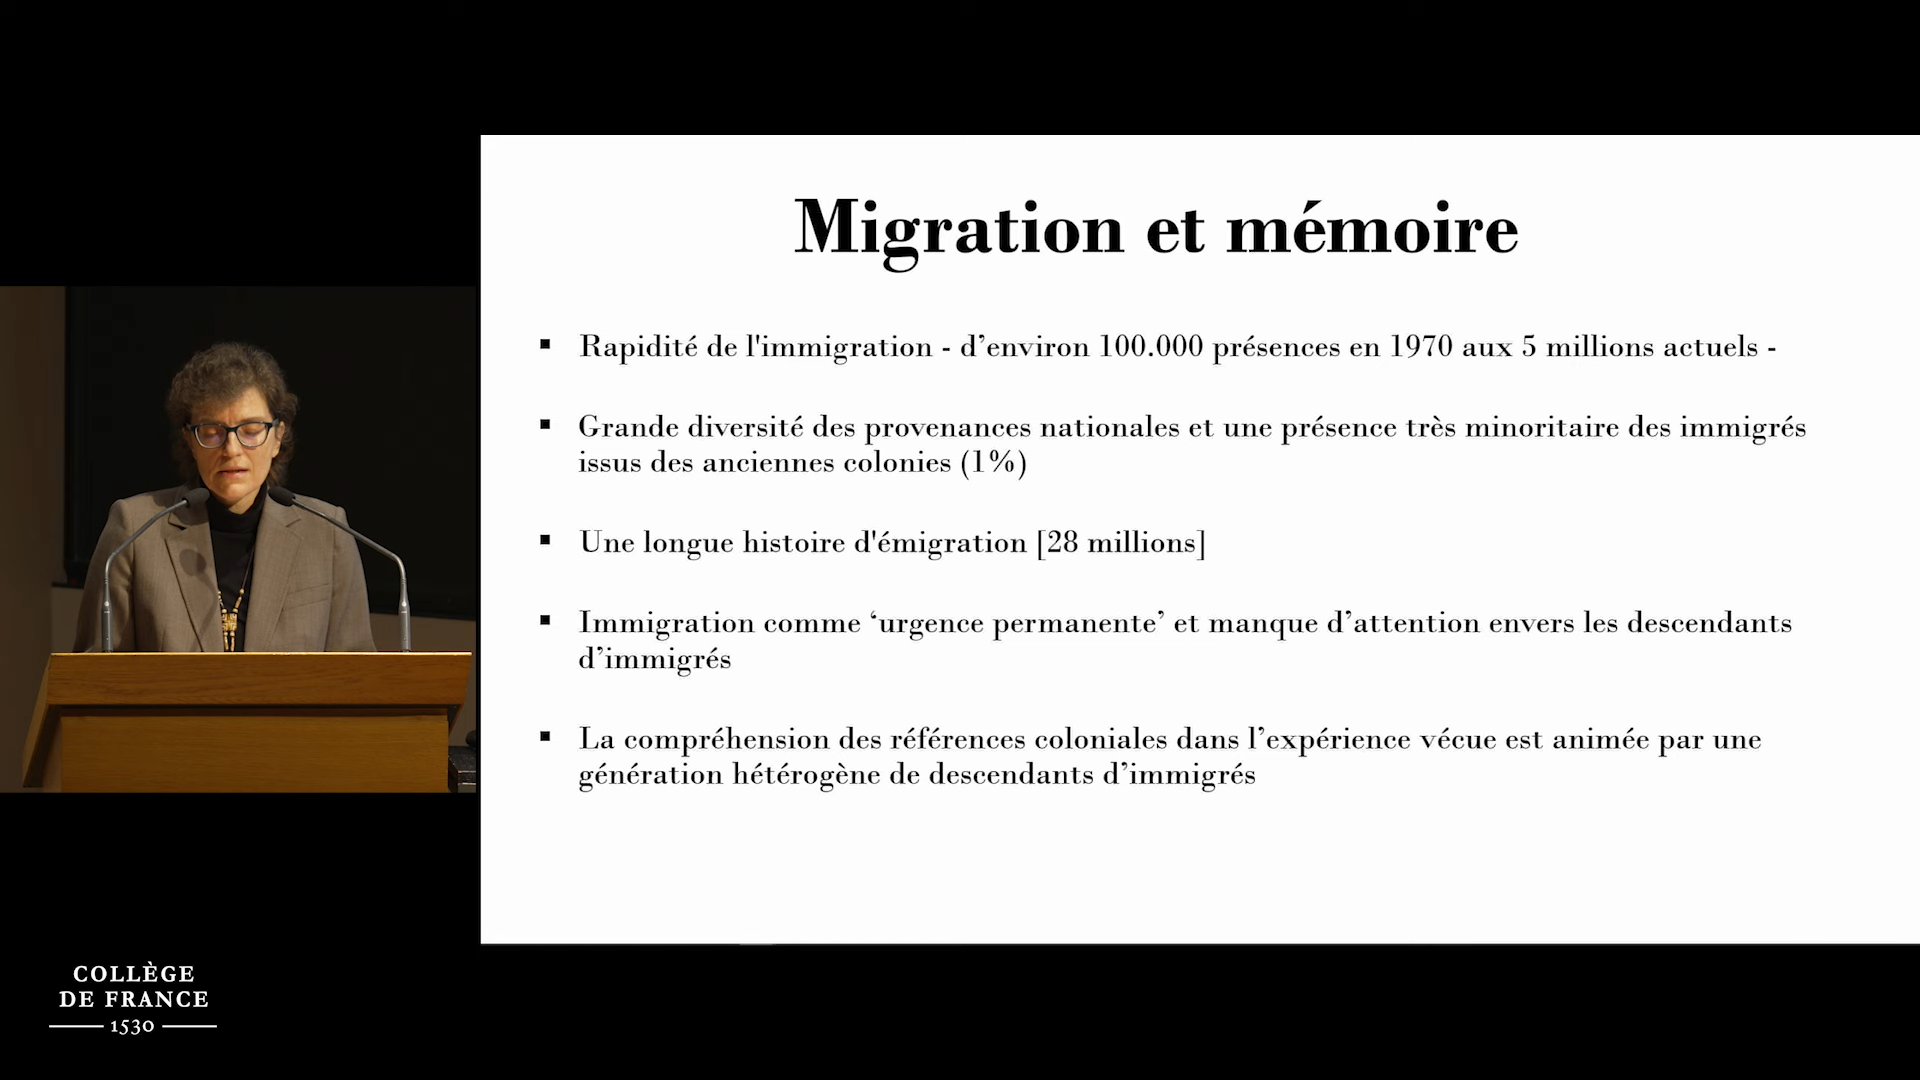 Migration et mémoire
▪ Rapidité de l'immigration - d’environ 100.000 présences en 1970 aux 5 millions actuels -
▪ Grande diversité des provenances nationales et une présence très minoritaire des immigrés
issus des anciennes colonies (1%)
▪ Une longue histoire d'émigration [28 millions]
▪ Immigration comme ‘urgence permanente’ et manque d’attention envers les descendants
d’immigrés
▪ La compréhension des références coloniales dans l’expérience vécue est animée par une
génération hétérogène de descendants d’immigrés
COLLÈGE
DE FRANCE
1530